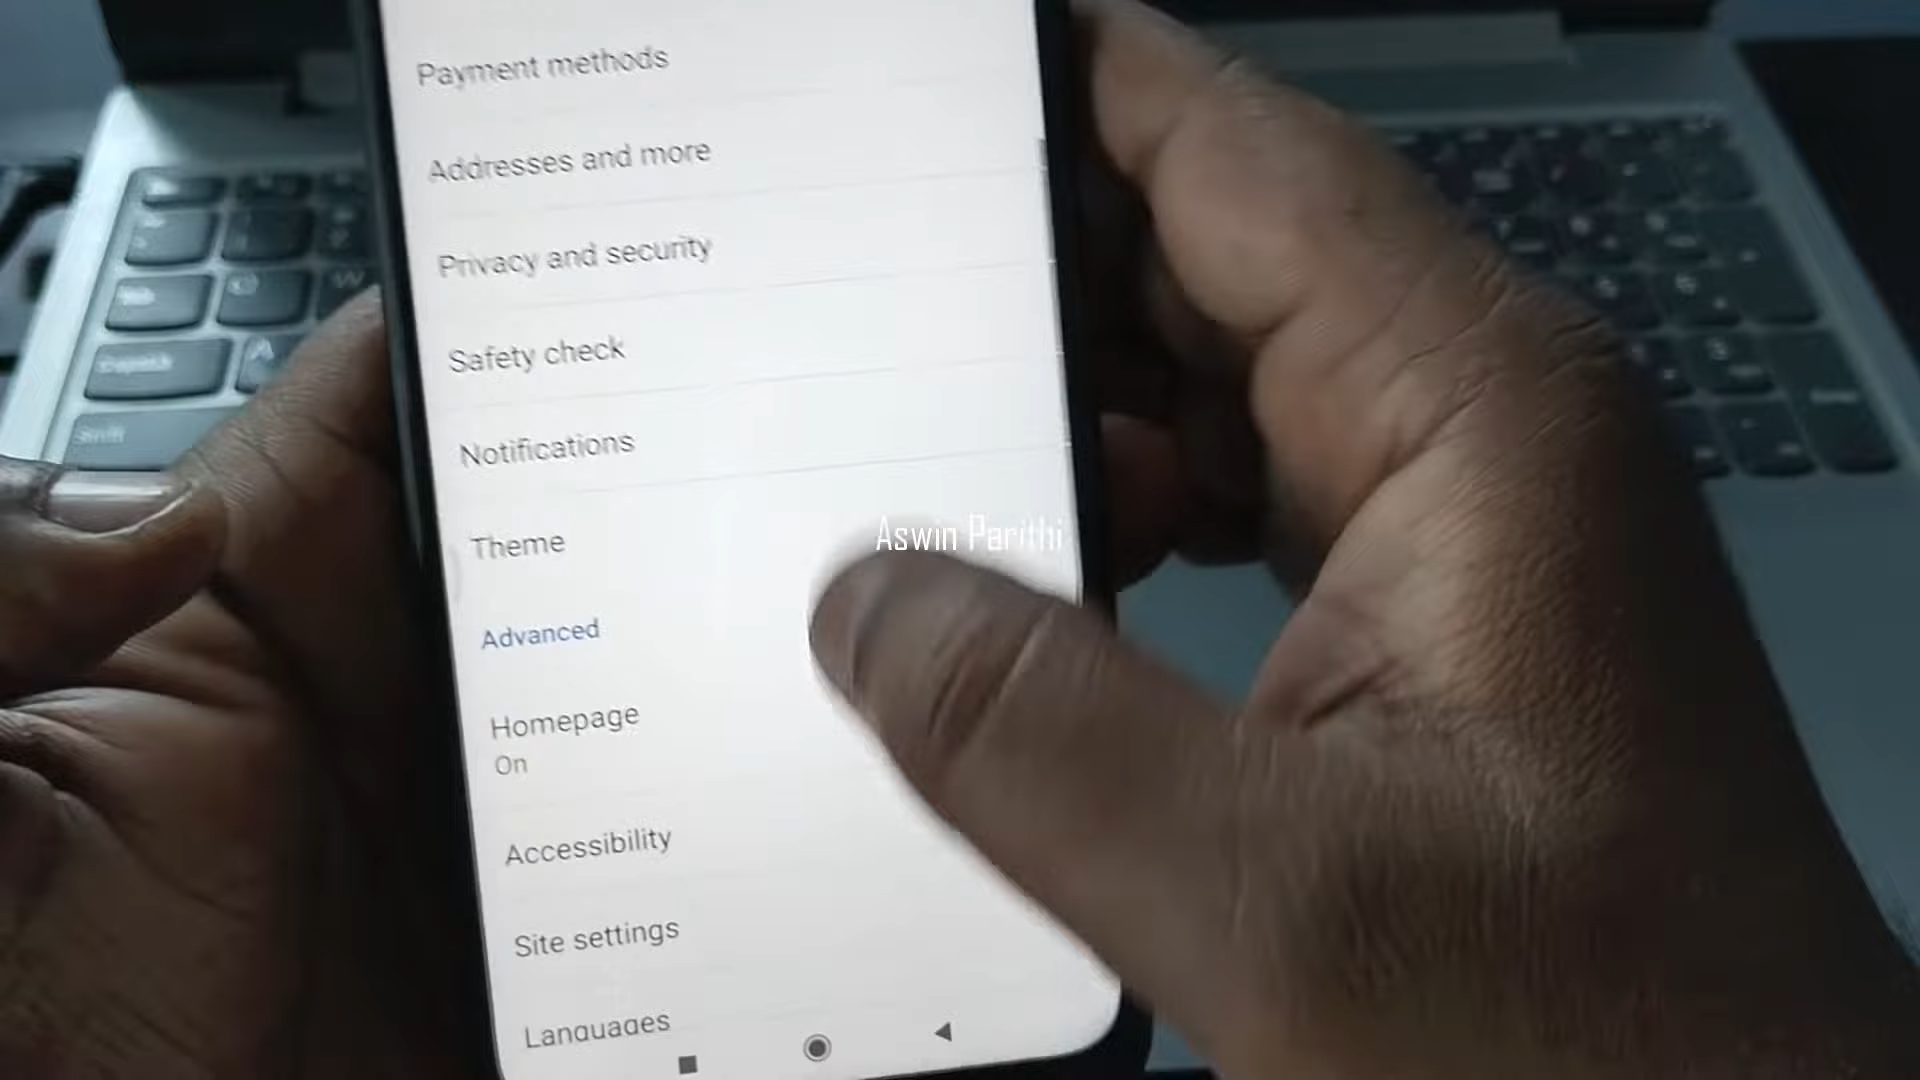 Payment methods
Addresses and more
Privacy and security
Safety check
Notifications
Theme
Aswin Parithi
Advanced
Homepage
On
Accessibility
Site settings
Languages
A
W
Shift